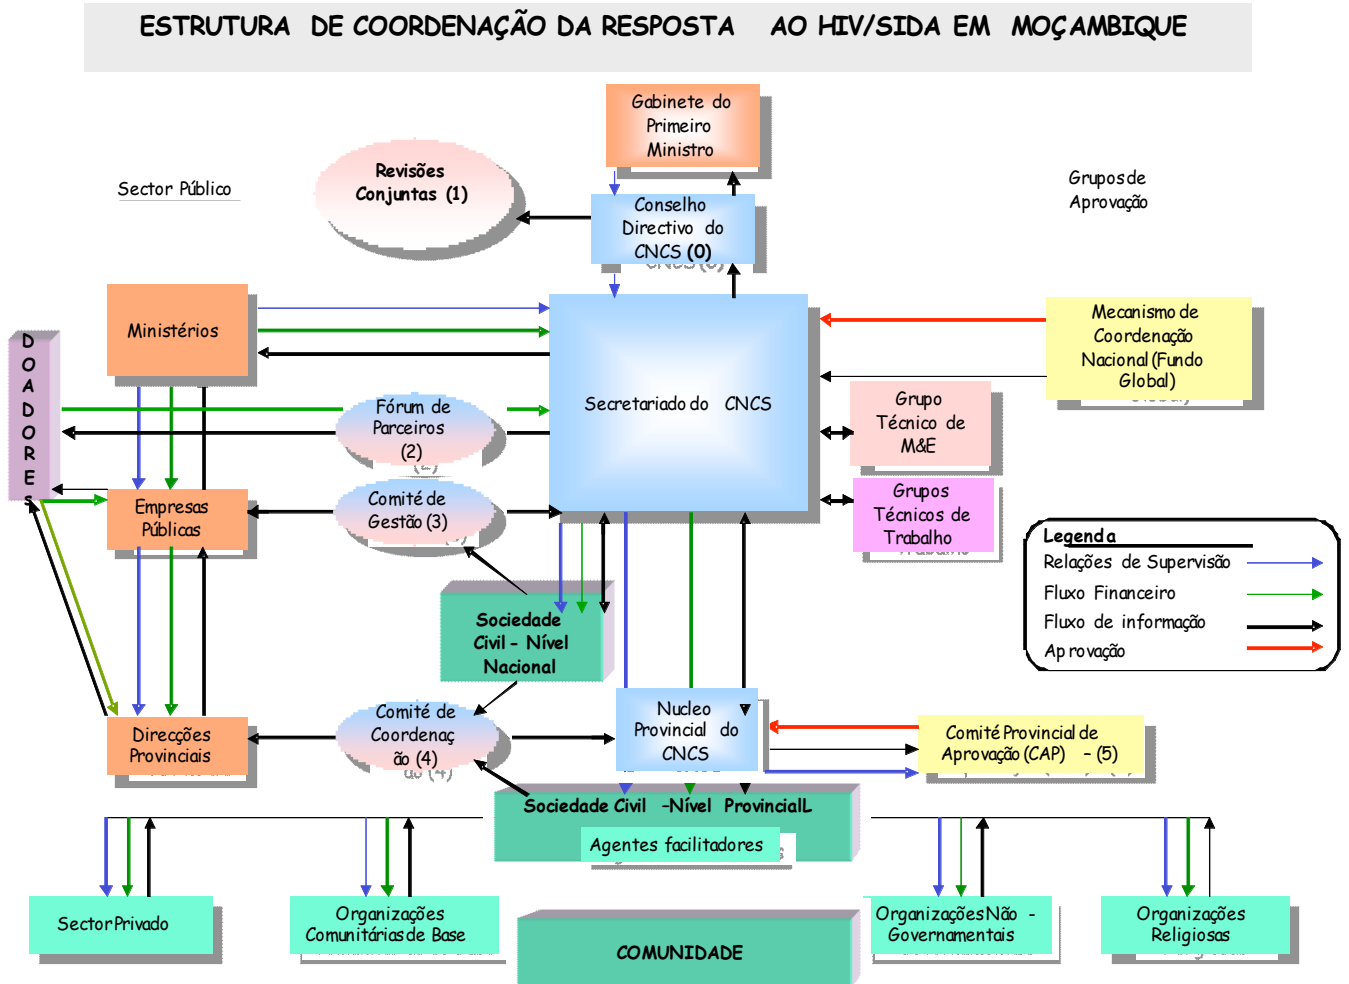 ESTRUTURA DE COORDENAÇÃO DA RESPOSTA AO HIV/SIDA EM MOÇAMBIQUE
Gabinete do
Primeiro
Ministro
Revisões
Conjuntas (1)
Sector Público
Grupos de
Aprovação
Conselho
Directivo do
CNCS (0)
Ministérios
Mecanismo de
Coordenação
Nacional (Fundo
Global)
DOADORES
Secretariado do CNCS
Fórum de
Parceiros
(2)
Grupo
Técnico de
M&E
Comité de
Gestão (3)
Empresas
Públicas
Grupos
Técnicos de
Trabalho
Legenda
Relações de Supervisão
Fluxo Financeiro
Fluxo de informação
Aprovação
Sociedade
Civil - Nível
Nacional
Direcções
Provinciais
Comité de
Coordenaç
ão (4)
Nucleo
Provincial do
CNCS
Comité Provincial de
Aprovação (CAP) - (5)
Sociedade Civil -Nível ProvincialL
Agentes facilitadores
Sector Privado
Organizações
Comunitárias de Base
COMUNIDADE
Organizações Não -
Governamentais
Organizações
Religiosas